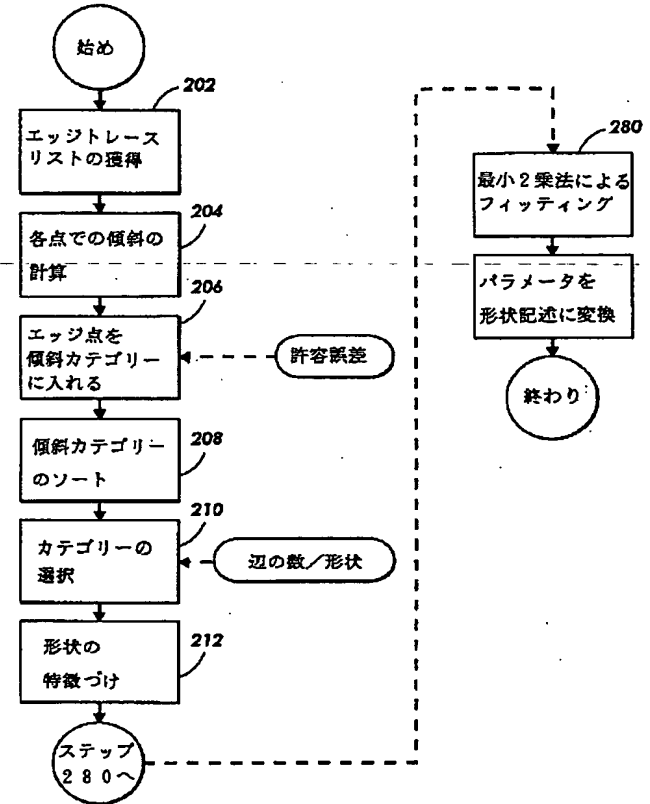 始め
202
エッジトレース
リストの獲得
204
各点での傾斜の
計算
206
エッジ点を
傾斜カテゴリー
に入れる
許容誤差
208
傾斜カテゴリー
のソート
210
カテゴリーの
選択
辺の数／形状
212
形状の
特徴づけ
ステップ
２８０へ
280
最小２乗法による
フィッティング
パラメータを
形状記述に変換
終わり